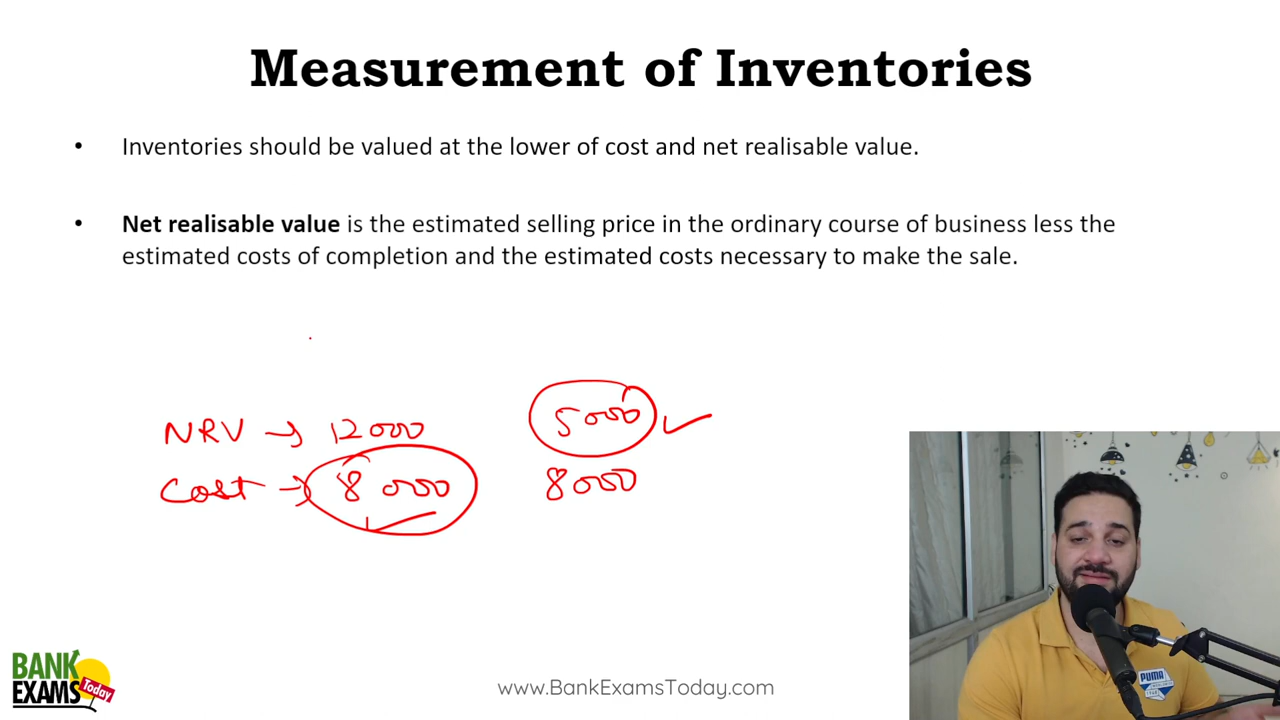 Measurement of Inventories
• Inventories should be valued at the lower of cost and net realisable value.
• Net realisable value is the estimated selling price in the ordinary course of business less the
estimated costs of completion and the estimated costs necessary to make the sale.
NRV → 12000 5000 ✓
Cost → 8000 8000
BANK
EXAMS
Today
www.BankExamsToday.com
PUMA